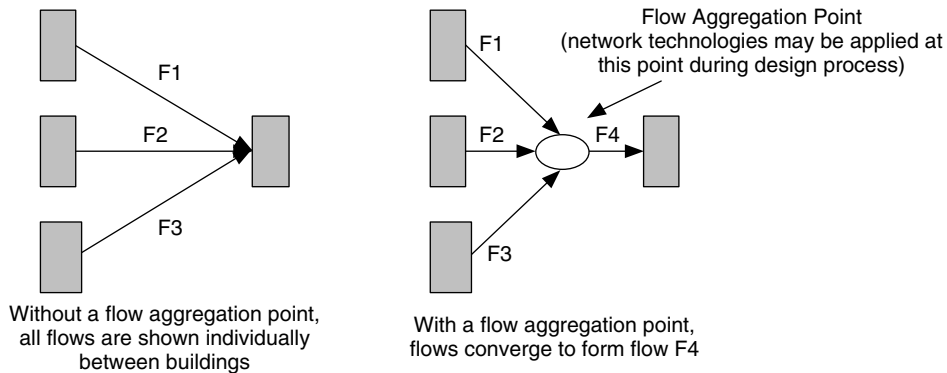 F1
F2
F3
Without a flow aggregation point,
all flows are shown individually
between buildings
Flow Aggregation Point
(network technologies may be applied at
this point during design process)
F1
F2
F4
F3
With a flow aggregation point,
flows converge to form flow F4